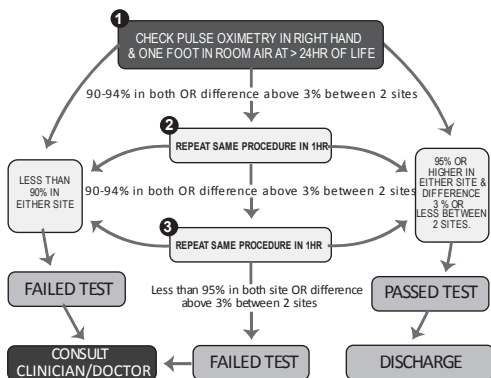 1
CHECK PULSE OXIMETRY IN RIGHT HAND
& ONE FOOT IN ROOM AIR AT > 24HR OF LIFE
90-94% in both OR difference above 3% between 2 sites
2
REPEAT SAME PROCEDURE IN 1HR
LESS THAN
90% IN
EITHER SITE
90-94% in both OR difference above 3% between 2 sites
95% OR
HIGHER IN
EITHER SITE &
DIFFERENCE
3 % OR
LESS BETWEEN
2 SITES.
3
REPEAT SAME PROCEDURE IN 1HR
FAILED TEST
Less than 95% in both site OR difference
above 3% between 2 sites
PASSED TEST
CONSULT
CLINICIAN/DOCTOR
FAILED TEST
DISCHARGE